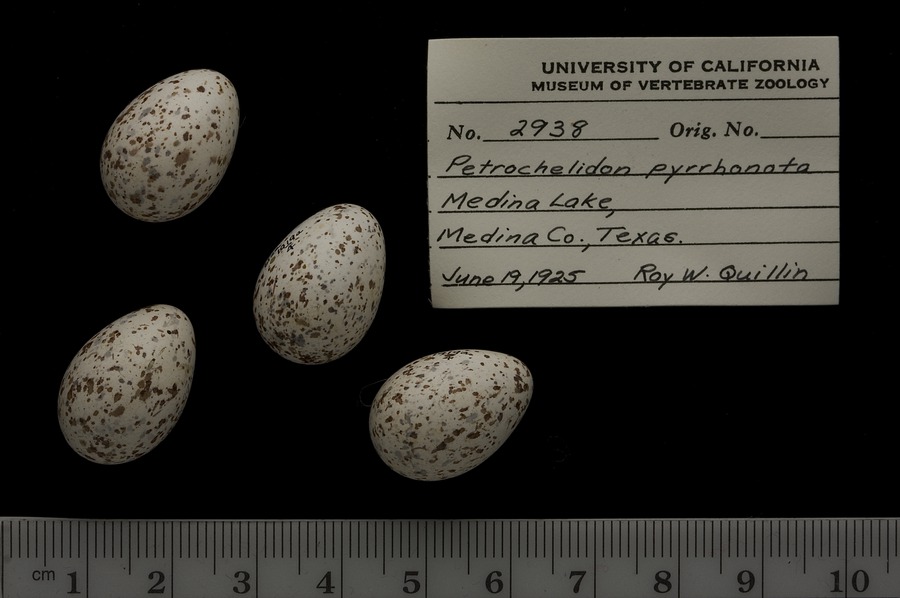 UNIVERSITY OF CALIFORNIA
MUSEUM OF VERTEBRATE ZOOLOGY
No. 2938 Orig. No.
Petrochelidon pyrrhonota
Medina Lake,
Medina Co., Texas.
June 19, 1925 Roy W. Quillin
cm 1 2 3 4 5 6 7 8 9 10